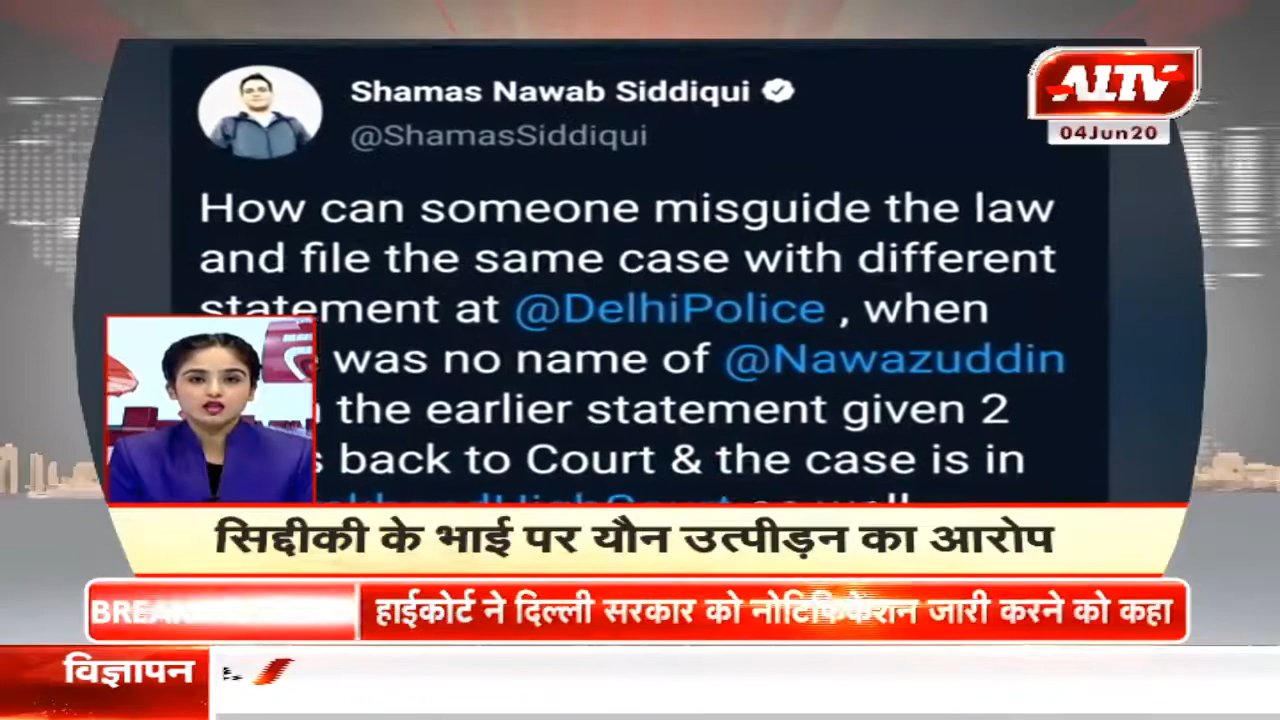 Shamas Nawab Siddiqui
@ShamasSiddiqui
ALTV
04Jun20
How can someone misguide the law
and file the same case with different
statement at @DelhiPolice , when
was no name of @Nawazuddin
the earlier statement given 2
back to Court & the case is in
सिद्दीकी के भाई पर यौन उत्पीड़न का आरोप
हाईकोर्ट ने दिल्ली सरकार को नोटिफिकेशन जारी करने को कहा
विज्ञापन